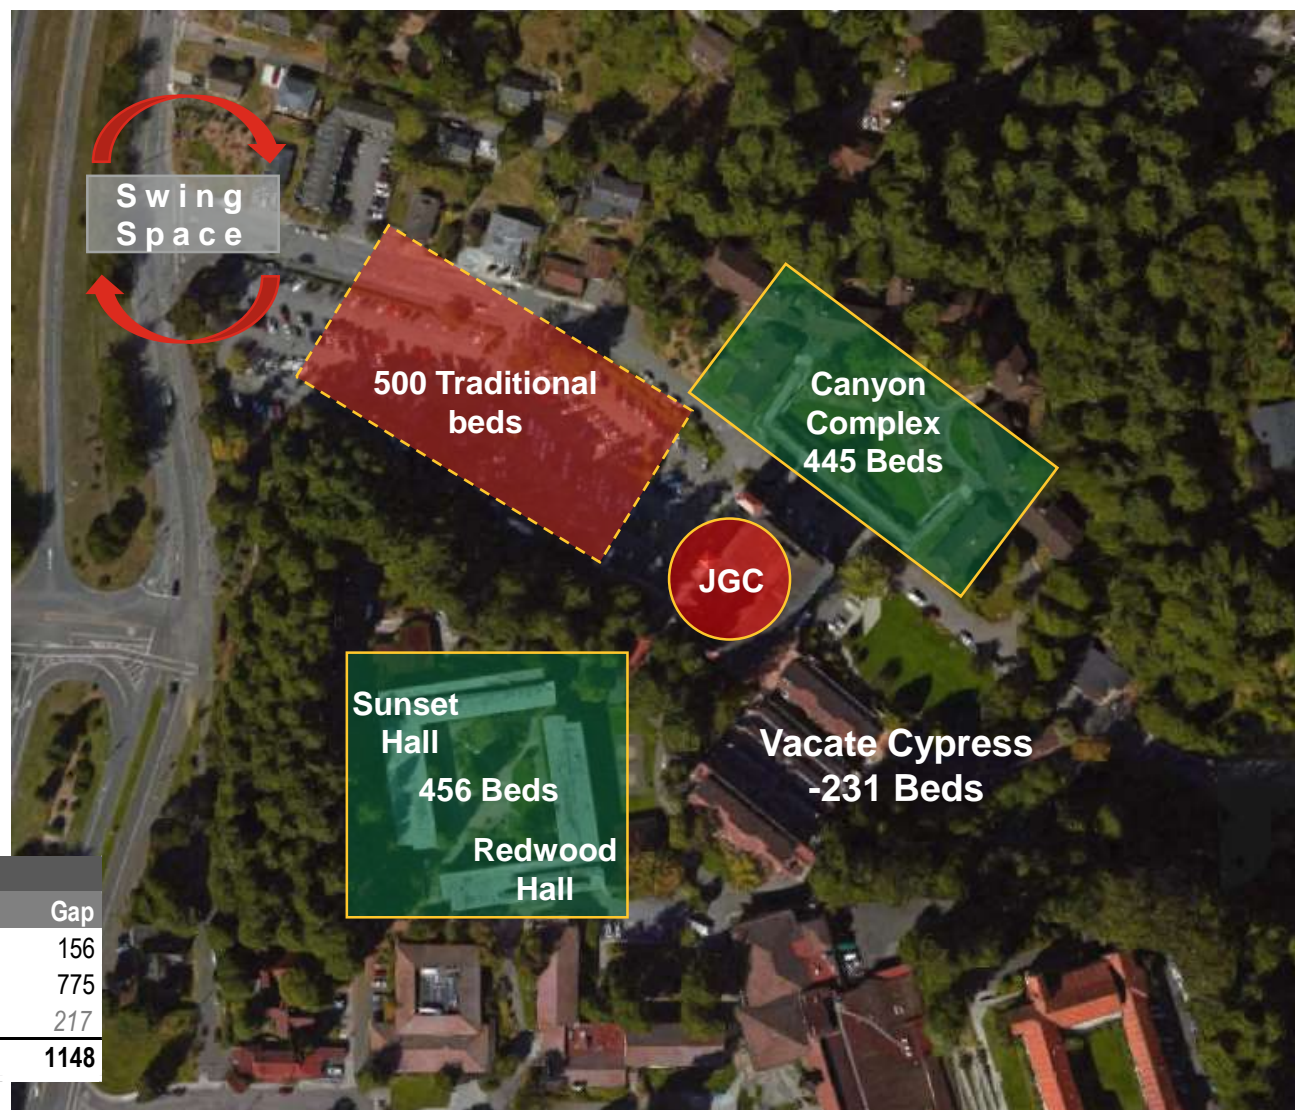 Swing
Space
500 Traditional
beds
Canyon
Complex
445 Beds
JGC
Sunset
Hall
456 Beds
Redwood
Hall
Vacate Cypress
-231 Beds
Gap
156
775
217
1148